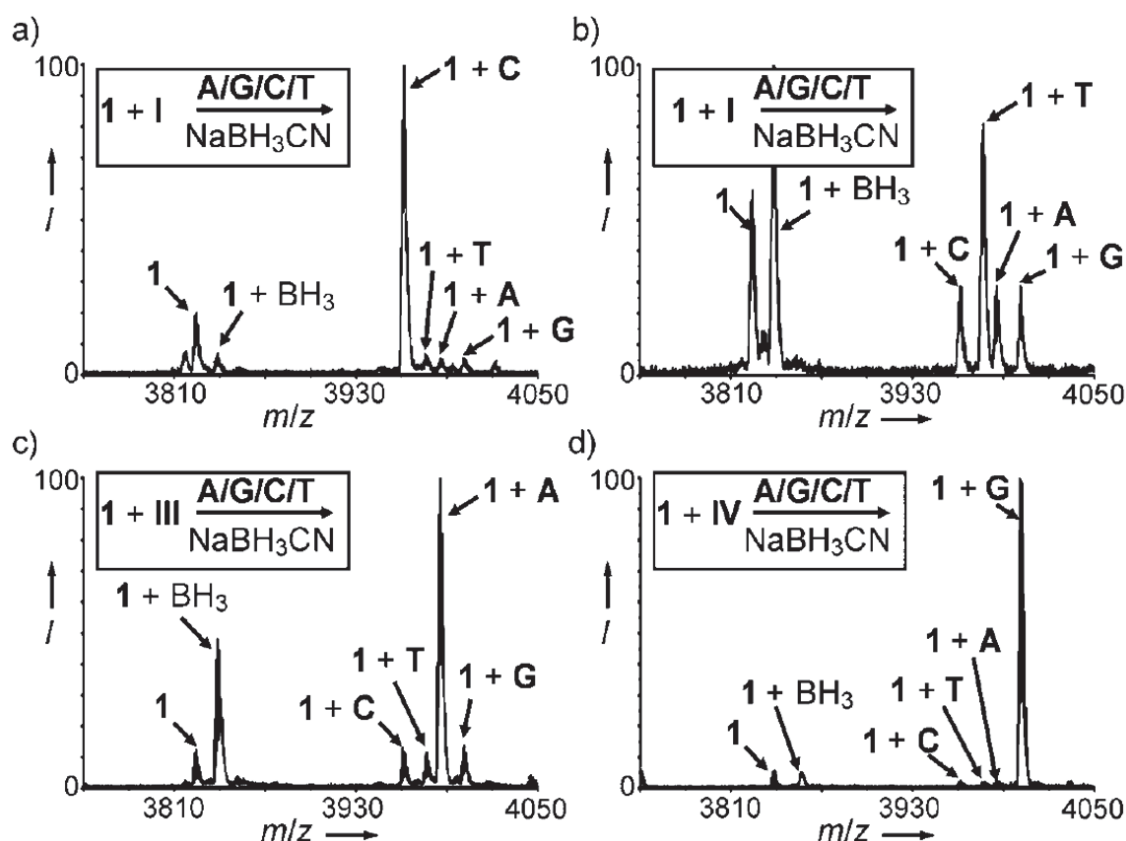 a)
100
1 + I A/G/C/T
NaBH₃CN
1 + C
1
1 + BH₃
1 + T
1 + A
1 + G
I
0
3810 3930 4050
m/z
b)
100
1 + I A/G/C/T
NaBH₃CN
1 + T
1
1 + BH₃
1 + A
1 + C
1 + G
I
0
3810 3930 4050
m/z
c)
100
1 + III A/G/C/T
NaBH₃CN
1 + A
1 + BH₃
1 + T
1 + G
1
1 + C
I
0
3810 3930 4050
m/z
d)
100
1 + IV A/G/C/T
NaBH₃CN
1 + G
1 + A
1 + BH₃
1 + T
1
1 + C
I
0
3810 3930 4050
m/z